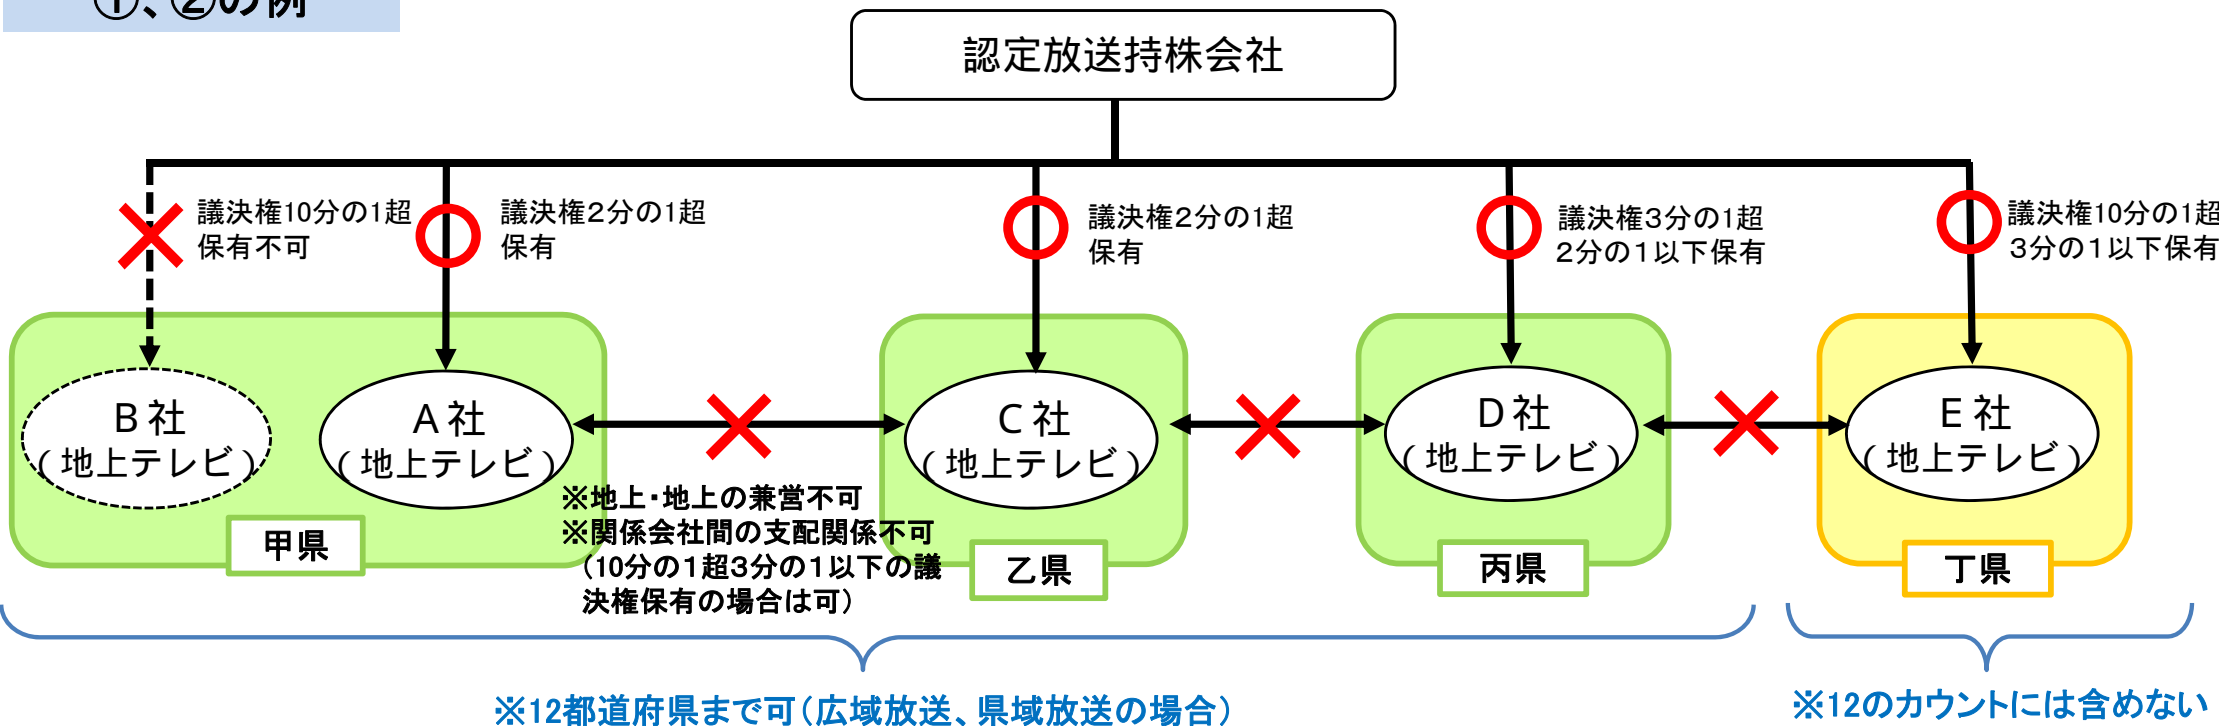 ①、②の例
認定放送持株会社
議決権10分の1超
保有不可
議決権２分の1超
保有
議決権２分の1超
保有
議決権３分の1超
２分の１以下保有
議決権10分の1超
３分の１以下保有
Ｂ社
（地上テレビ）
Ａ社
（地上テレビ）
Ｃ社
（地上テレビ）
Ｄ社
（地上テレビ）
Ｅ社
（地上テレビ）
※地上・地上の兼営不可
※関係会社間の支配関係不可
（10分の１超３分の１以下の議
決権保有の場合は可）
甲県
乙県
丙県
丁県
※12都道府県まで可（広域放送、県域放送の場合）
※12のカウントには含めない